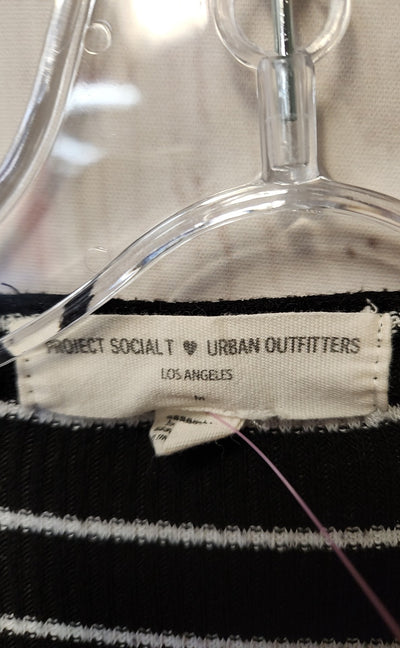 PROJECT SOCIAL T ♥ URBAN OUTFITTERS
LOS ANGELES
M